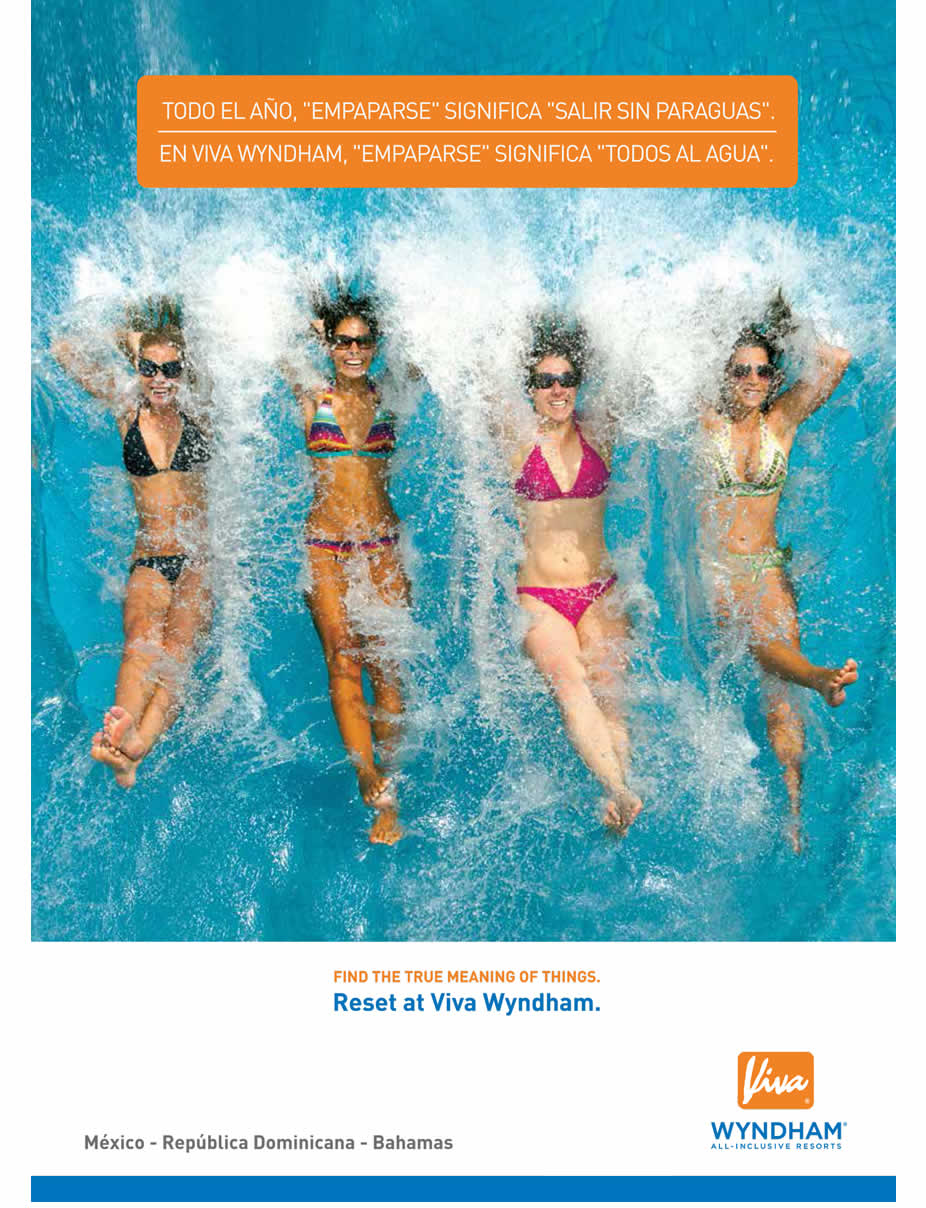 TODO EL AÑO, "EMPAPARSE" SIGNIFICA "SALIR SIN PARAGUAS".
EN VIVA WYNDHAM, "EMPAPARSE" SIGNIFICA "TODOS AL AGUA".
FIND THE TRUE MEANING OF THINGS.
Reset at Viva Wyndham.
Viva®
WYNDHAM®
ALL-INCLUSIVE RESORTS
México - República Dominicana - Bahamas